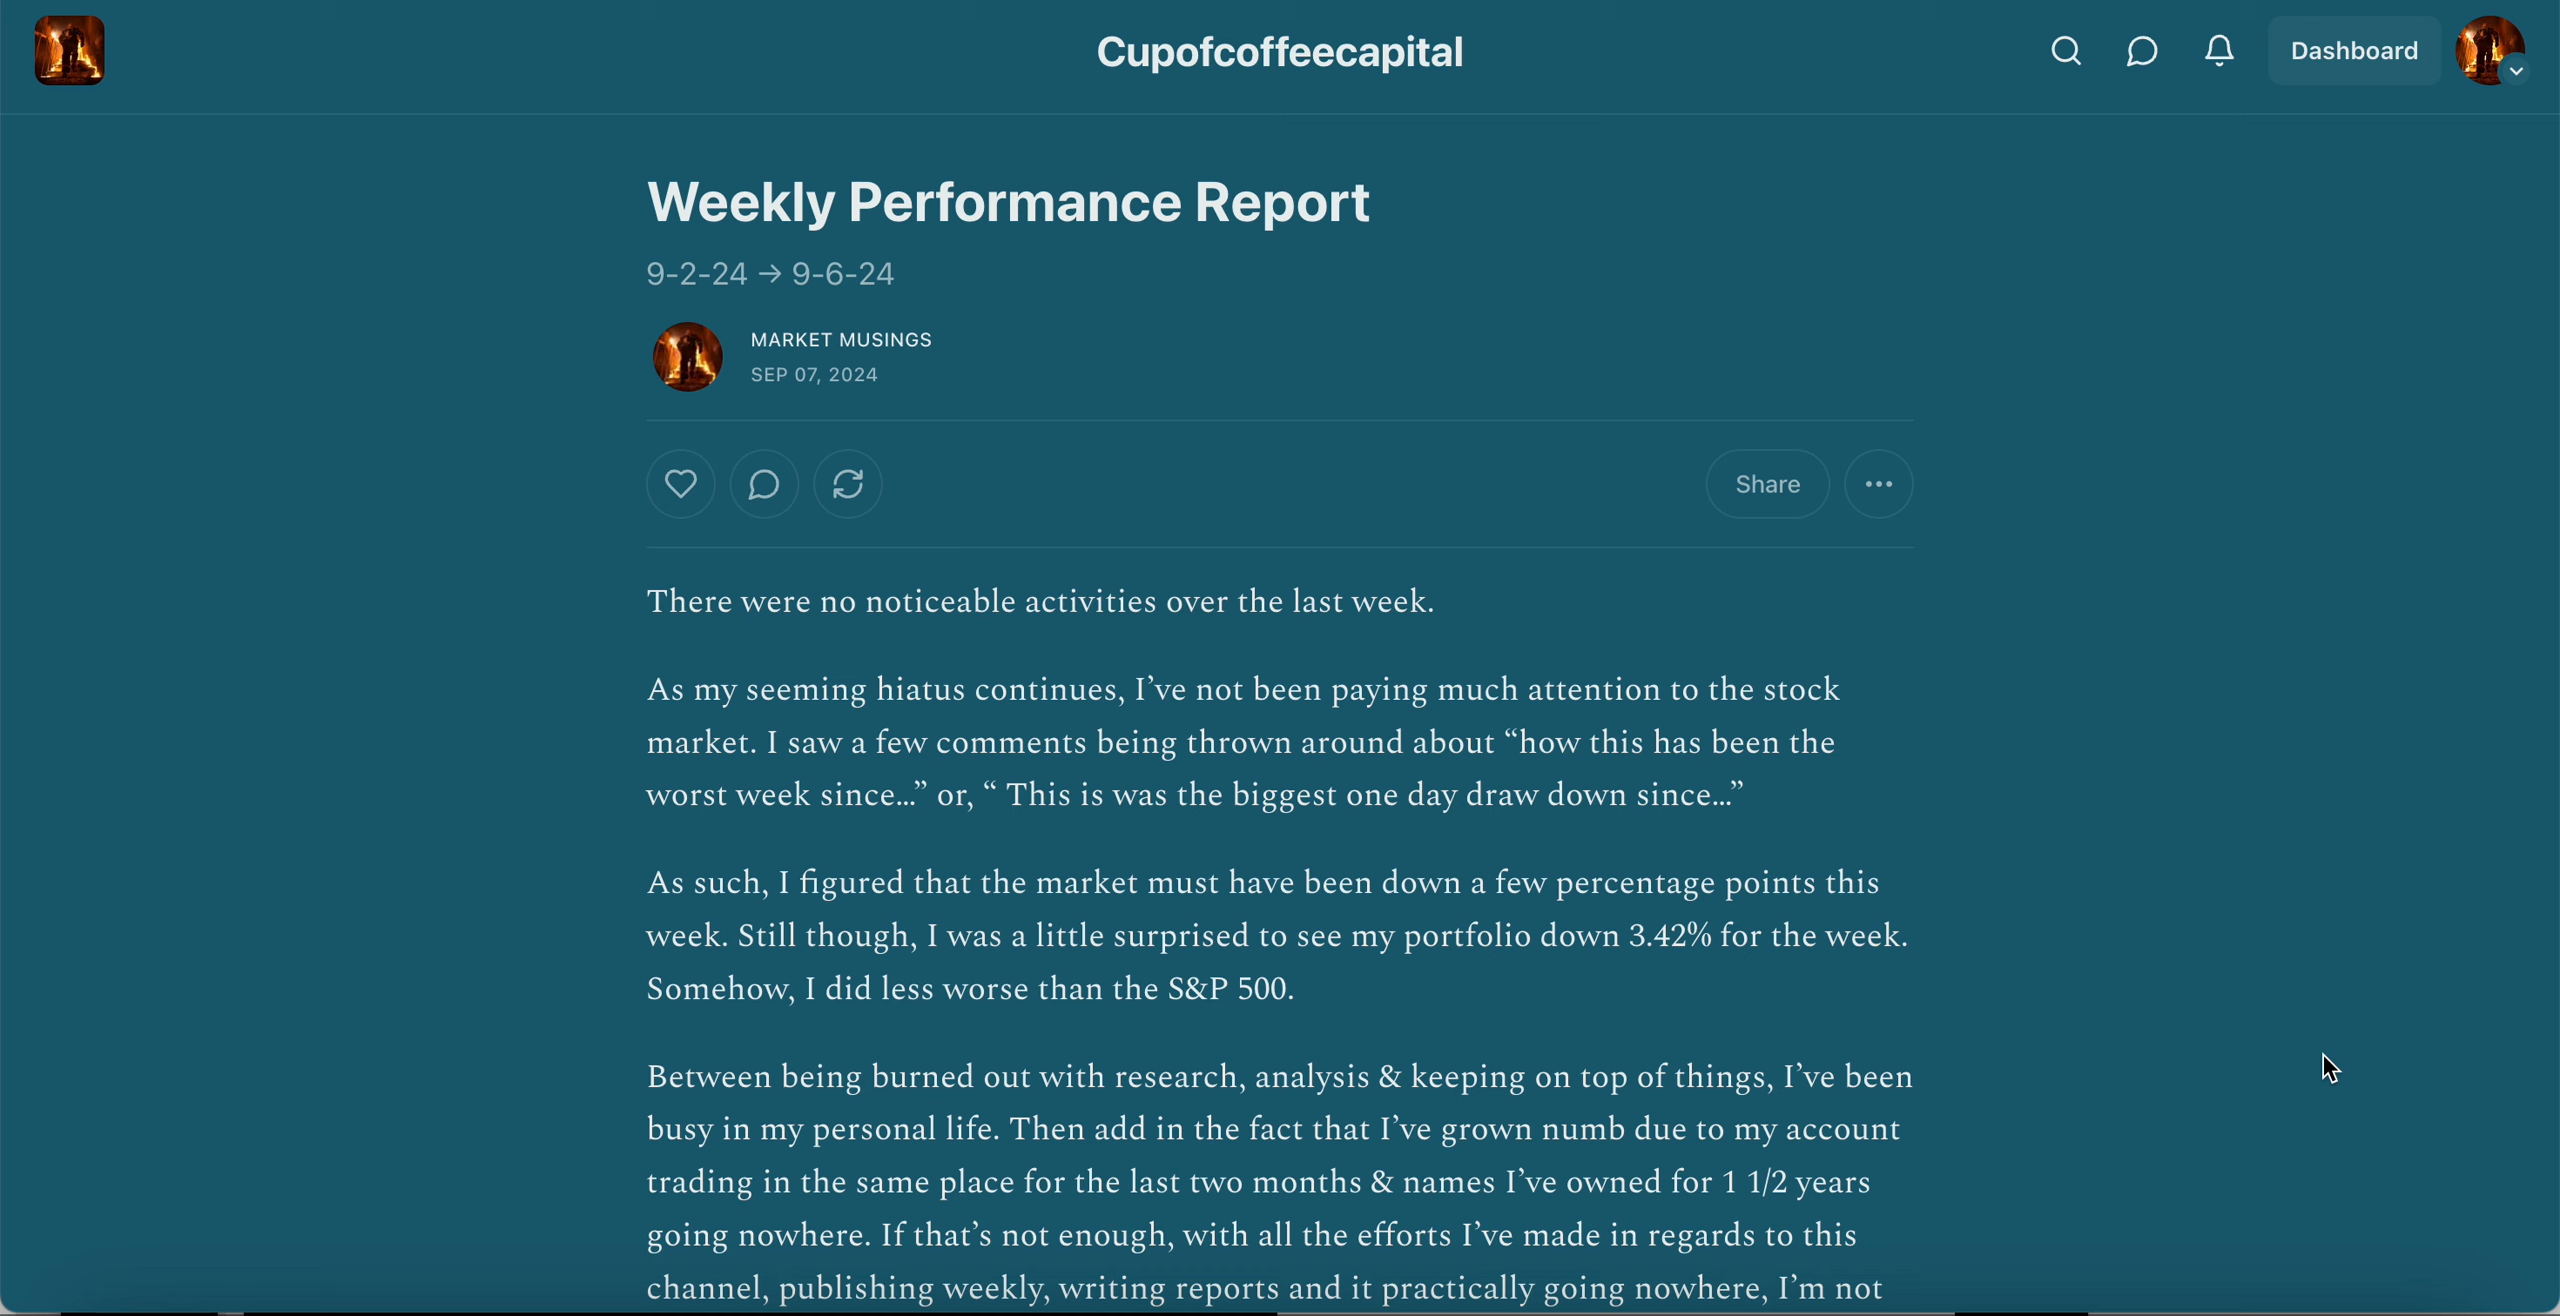 Cupofcoffeecapital
Dashboard
Weekly Performance Report
9-2-24 → 9-6-24
MARKET MUSINGS
SEP 07, 2024
Share
There were no noticeable activities over the last week.
As my seeming hiatus continues, I’ve not been paying much attention to the stock
market. I saw a few comments being thrown around about “how this has been the
worst week since…” or, “ This is was the biggest one day draw down since…”
As such, I figured that the market must have been down a few percentage points this
week. Still though, I was a little surprised to see my portfolio down 3.42% for the week.
Somehow, I did less worse than the S&P 500.
Between being burned out with research, analysis & keeping on top of things, I’ve been
busy in my personal life. Then add in the fact that I’ve grown numb due to my account
trading in the same place for the last two months & names I’ve owned for 1 1/2 years
going nowhere. If that’s not enough, with all the efforts I’ve made in regards to this
channel, publishing weekly, writing reports and it practically going nowhere, I’m not